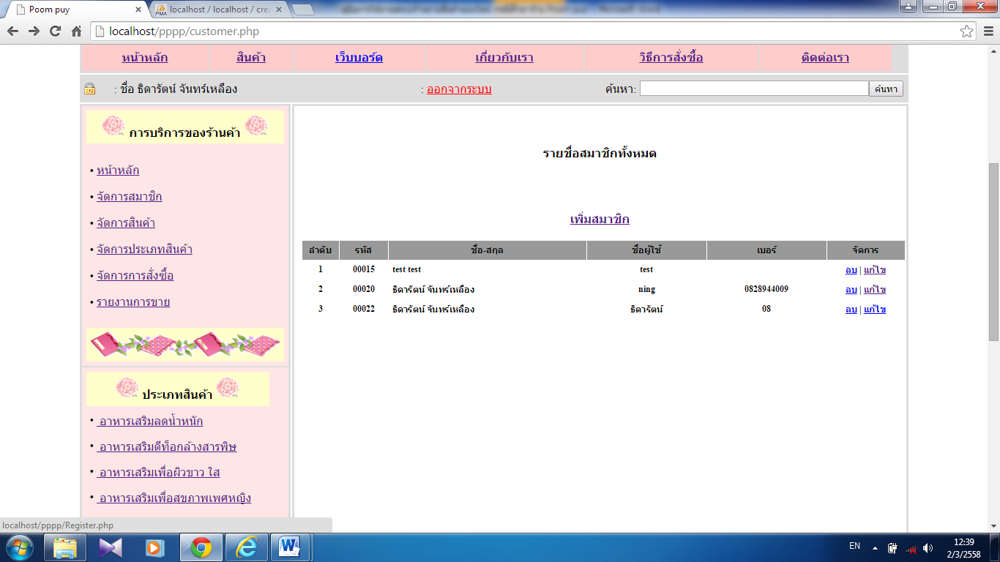 Poom puy
localhost / localhost / cre
localhost/pppp/customer.php
หน้าหลัก สินค้า เว็บบอร์ด เกี่ยวกับเรา วิธีการสั่งซื้อ ติดต่อเรา
: ชื่อ ธิดารัตน์ จันทร์เหลือง : ออกจากระบบ ค้นหา: ค้นหา
การบริการของร้านค้า
• หน้าหลัก
• จัดการสมาชิก
• จัดการสินค้า
• จัดการประเภทสินค้า
• จัดการการสั่งซื้อ
• รายงานการขาย
ประเภทสินค้า
• อาหารเสริมลดน้ำหนัก
• อาหารเสริมดีท็อกล้างสารพิษ
• อาหารเสริมเพื่อผิวขาว ใส
• อาหารเสริมเพื่อสุขภาพเพศหญิง
รายชื่อสมาชิกทั้งหมด
เพิ่มสมาชิก
ลำดับ รหัส ชื่อ-สกุล ชื่อผู้ใช้ เบอร์ จัดการ
1 00015 test test test ลบ | แก้ไข
2 00020 ธิดารัตน์ จันทร์เหลือง ning 0828944009 ลบ | แก้ไข
3 00022 ธิดารัตน์ จันทร์เหลือง ธิดารัตน์ 08 ลบ | แก้ไข
localhost/pppp/Register.php
EN
12:39
2/3/2558